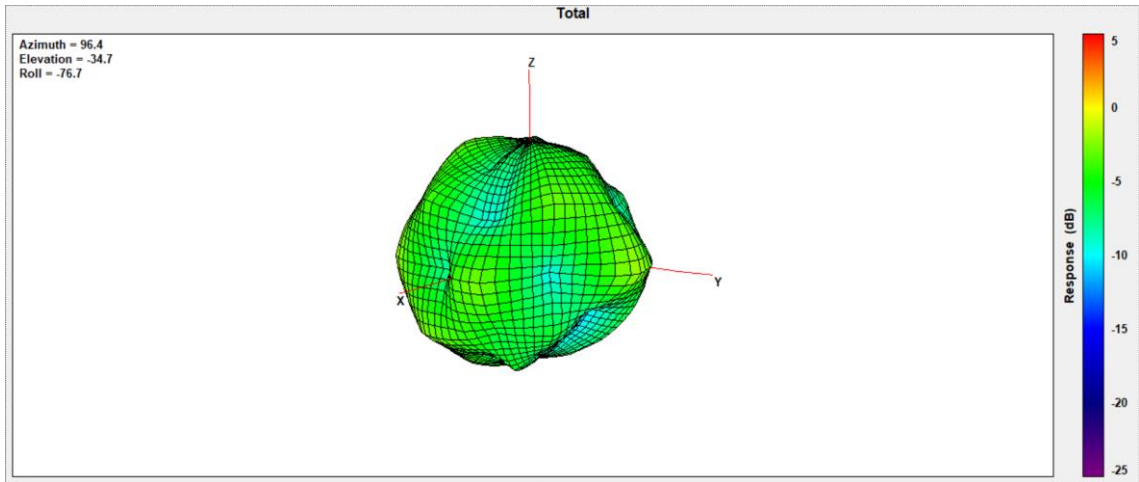 Total
Azimuth = 96.4
Elevation = -34.7
Roll = -76.7
Z
Y
X
5
0
-5
-10
-15
-20
-25
Response (dB)